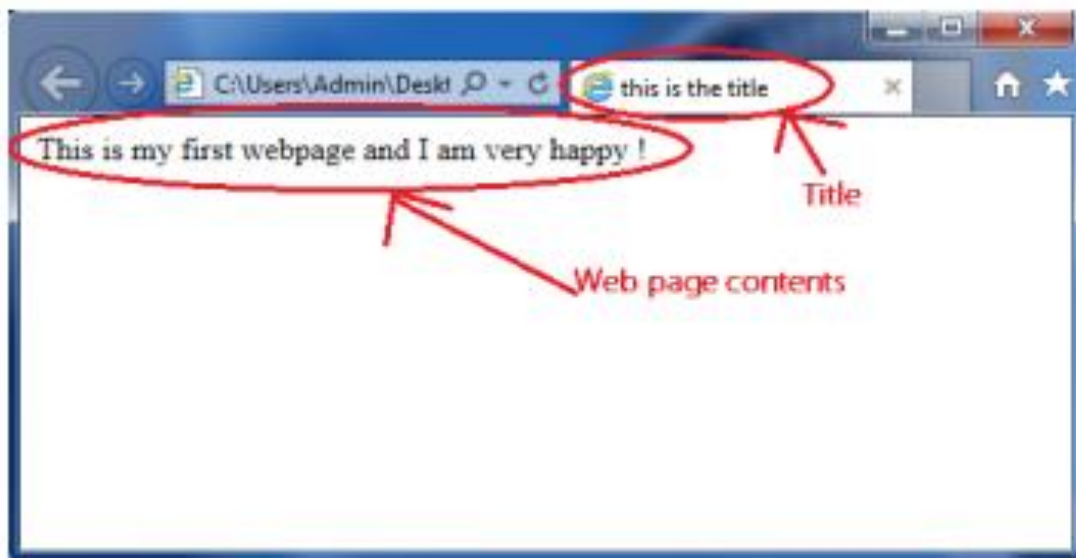 C:\Users\Admin\Deskt
this is the title
This is my first webpage and I am very happy !
Title
Web page contents